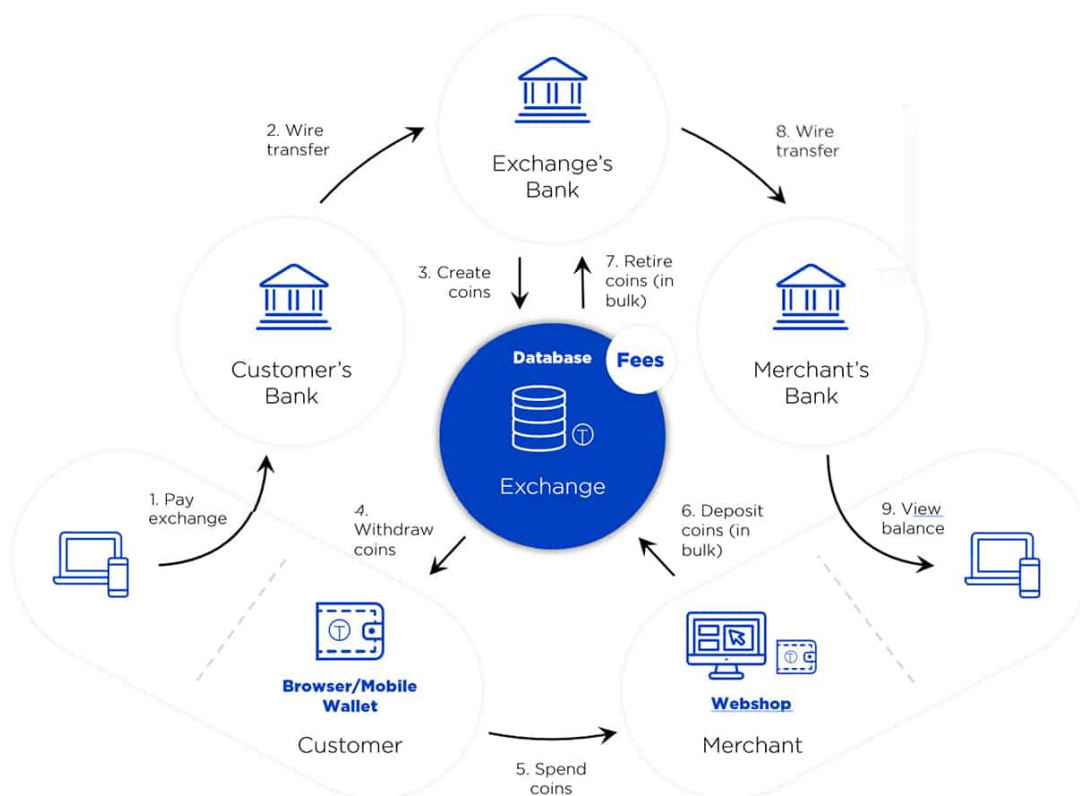 2. Wire
transfer
Exchange's
Bank
8. Wire
transfer
3. Create
coins
7. Retire
coins (in
bulk)
Customer's
Bank
Database
Fees
Exchange
Merchant's
Bank
1. Pay
exchange
4.
Withdraw
coins
6. Deposit
coins (in
bulk)
9. View
balance
T
T
T
Browser/Mobile
Wallet
Customer
Webshop
Merchant
5. Spend
coins